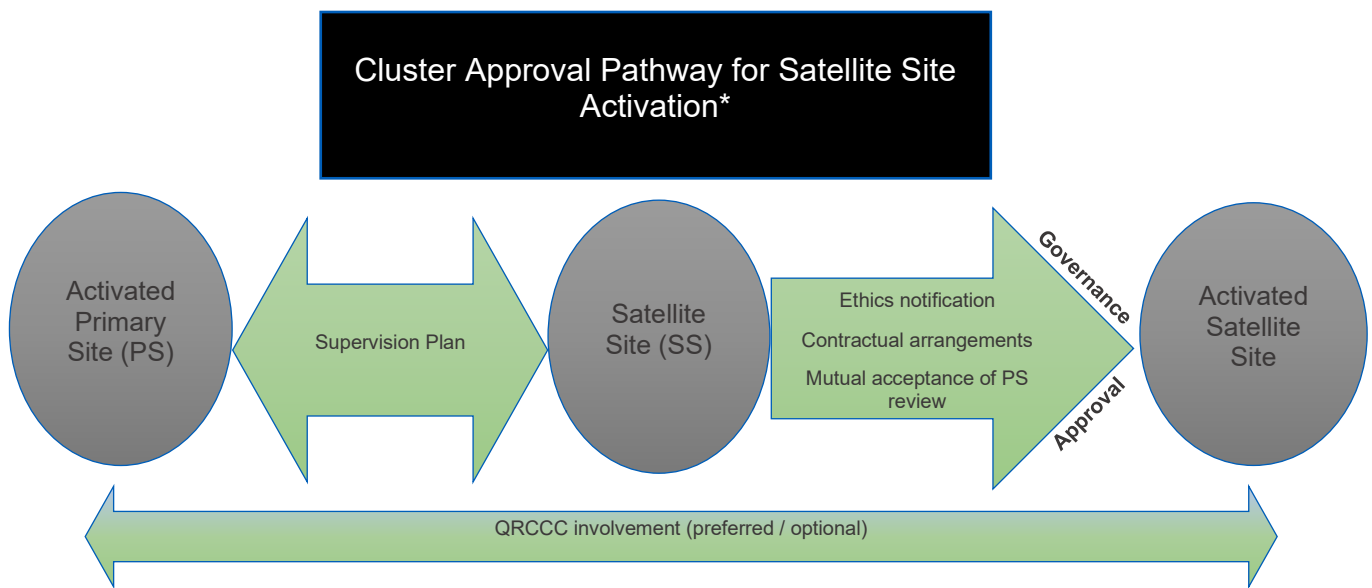 Cluster Approval Pathway for Satellite Site
Activation*
Activated
Primary
Site (PS)
Supervision Plan
Satellite
Site (SS)
Ethics notification
Contractual arrangements
Mutual acceptance of PS
review
Governance
Approval
Activated
Satellite
Site
QRCCC involvement (preferred / optional)